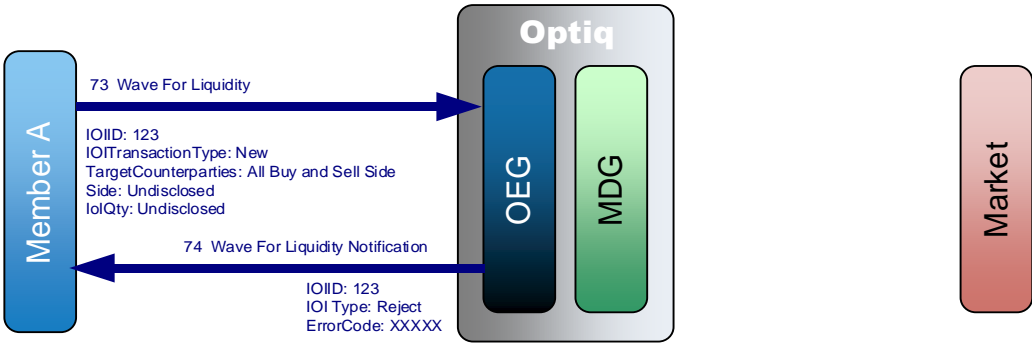 Optiq
73 Wave For Liquidity
Member A
IOIID: 123
IOITransactionType: New
TargetCounterparties: All Buy and Sell Side
Side: Undisclosed
IoIQty: Undisclosed
OEG
MDG
Market
74 Wave For Liquidity Notification
IOIID: 123
IOI Type: Reject
ErrorCode: XXXXX